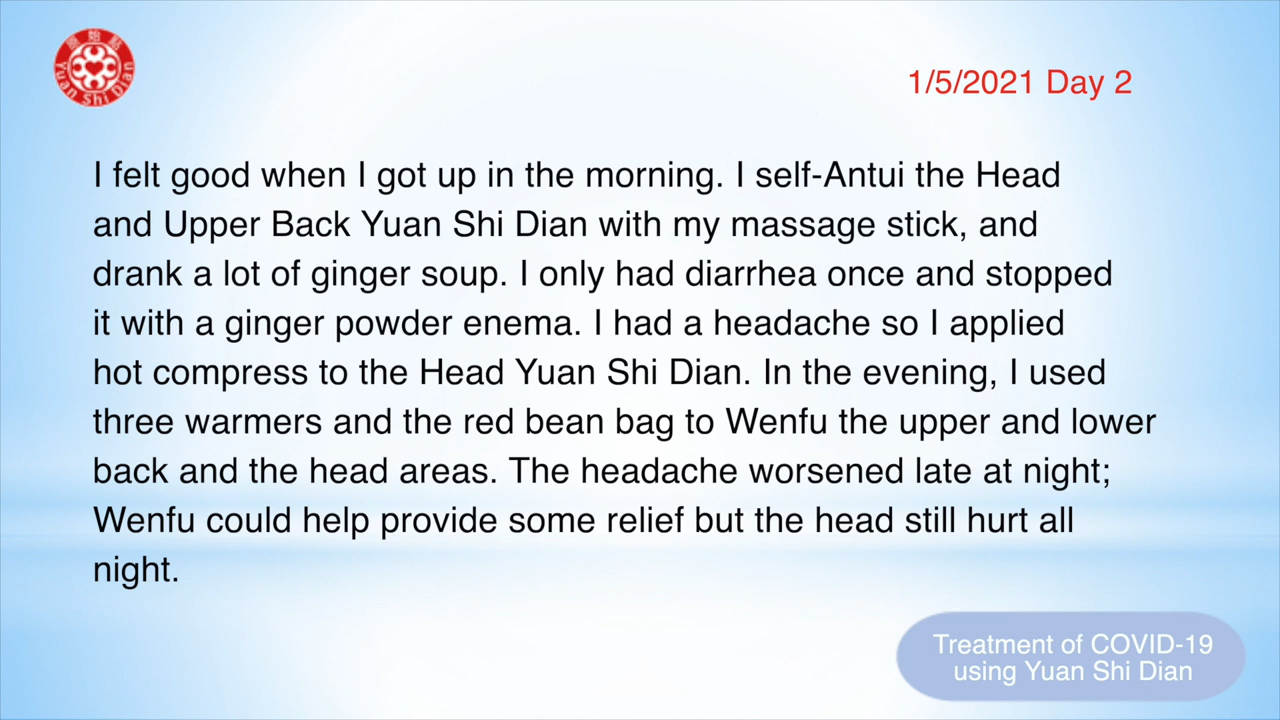 原始點
Yuan Shi Dian
1/5/2021 Day 2
I felt good when I got up in the morning. I self-Antui the Head
and Upper Back Yuan Shi Dian with my massage stick, and
drank a lot of ginger soup. I only had diarrhea once and stopped
it with a ginger powder enema. I had a headache so I applied
hot compress to the Head Yuan Shi Dian. In the evening, I used
three warmers and the red bean bag to Wenfu the upper and lower
back and the head areas. The headache worsened late at night;
Wenfu could help provide some relief but the head still hurt all
night.
Treatment of COVID-19
using Yuan Shi Dian